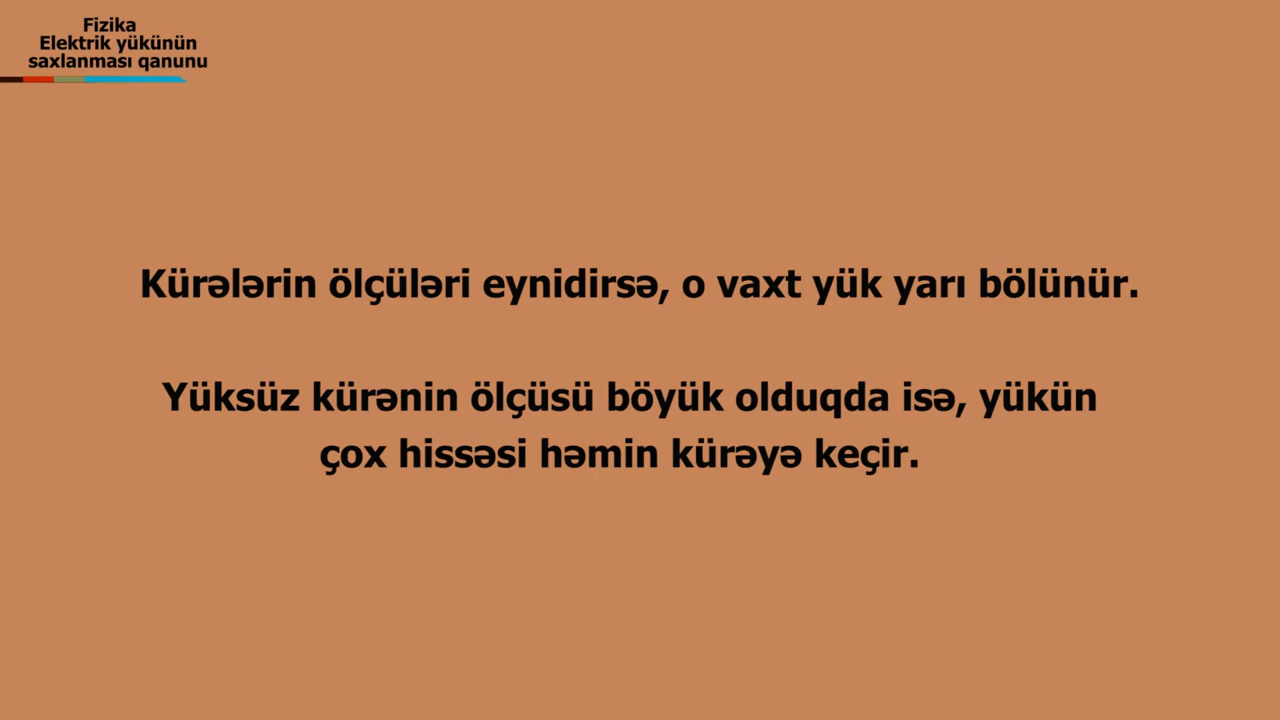 Fizika
Elektrik yükünün
saxlanması qanunu
Kürələrin ölçüləri eynidirsə, o vaxt yük yarı bölünür.
Yüksüz kürənin ölçüsü böyük olduqda isə, yükün
çox hissəsi həmin kürəyə keçir.